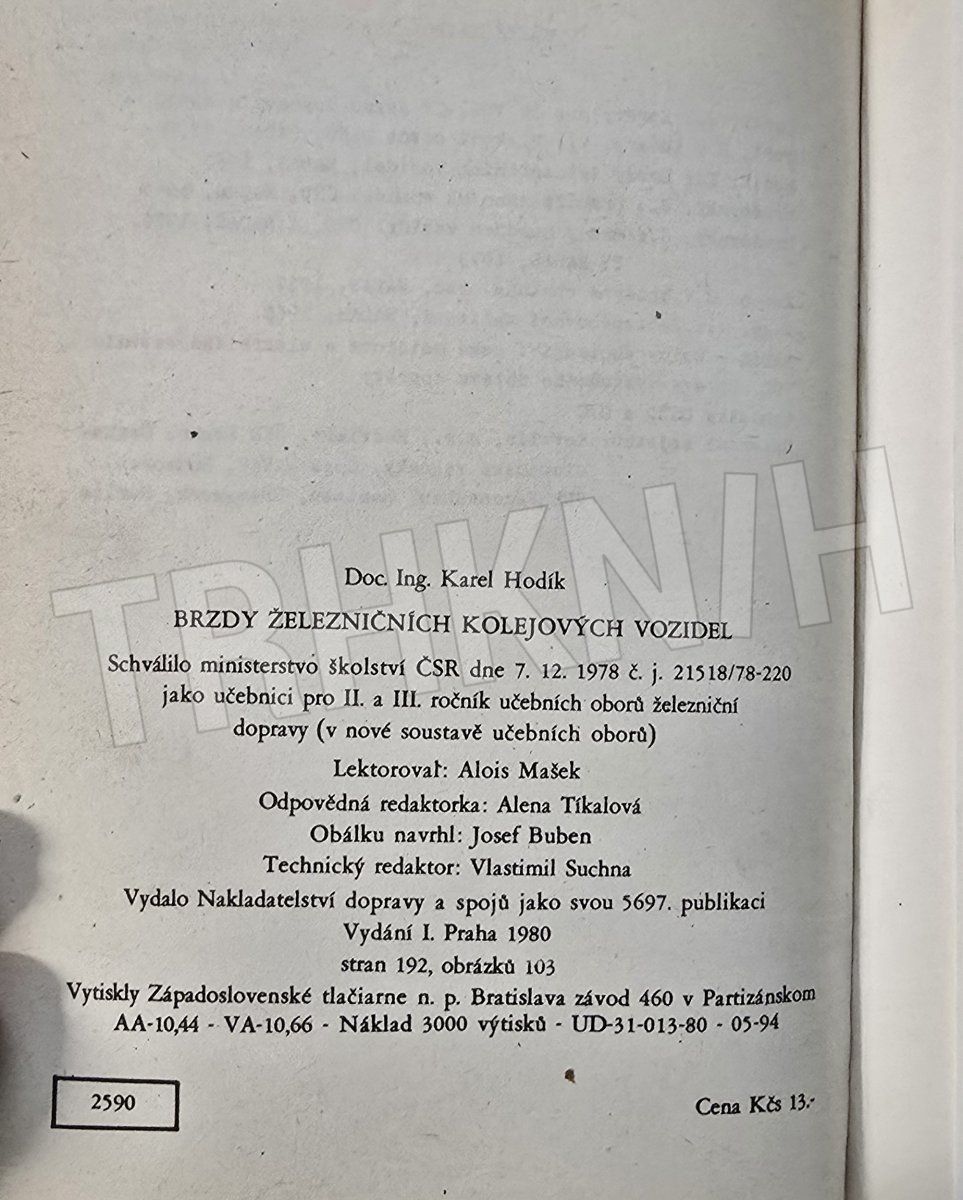 Doc. Ing. Karel Hodík
BRZDY ŽELEZNIČNÍCH KOLEJOVÝCH VOZIDEL
Schválilo ministerstvo školství ČSR dne 7. 12. 1978 č. j. 21518/78-220
jako učebnici pro II. a III. ročník učebních oborů železniční
dopravy (v nové soustavě učebních oborů)
Lektoroval: Alois Mašek
Odpovědná redaktorka: Alena Tíkalová
Obálku navrhl: Josef Buben
Technický redaktor: Vlastimil Suchna
Vydalo Nakladatelství dopravy a spojů jako svou 5697. publikaci
Vydání I. Praha 1980
stran 192, obrázků 103
Vytiskly Západoslovenské tlačiarne n. p. Bratislava závod 460 v Partizánskom
AA-10,44 - VA-10,66 - Náklad 3000 výtisků - UD-31-013-80 - 05-94
2590
Cena Kčs 13.-
TRHKNIH